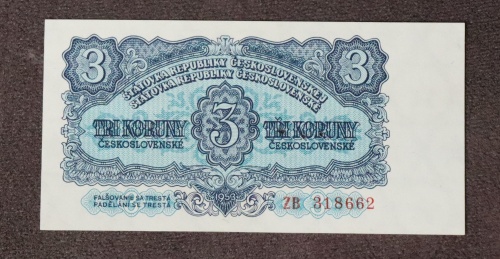 3 3
ŠTÁTOVKA REPUBLIKY ČESKOSLOVENSKEJ
STÁTOVKA REPUBLIKY ČESKOSLOVENSKÉ
TRI KORUNY 3 TŘI KORUNY
ČESKOSLOVENSKÉ ČESKOSLOVENSKÉ
FALŠOVANIE SA TRESTÁ
PADĚLÁNÍ SE TRESTÁ
1953
ZB 318662